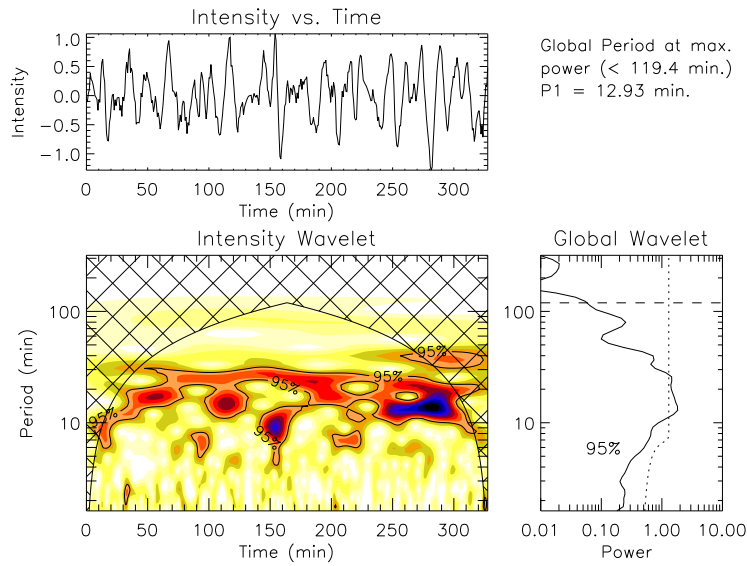 Intensity vs. Time
1.0
0.5
0.0
−0.5
−1.0
Intensity
0 50 100 150 200 250 300
Time (min)
Global Period at max.
power (< 119.4 min.)
P1 = 12.93 min.
Intensity Wavelet
100
10
Period (min)
95%
95%
95%
95%
95%
0 50 100 150 200 250 300
Time (min)
Global Wavelet
100
10
95%
0.01 0.10 1.00 10.00
Power